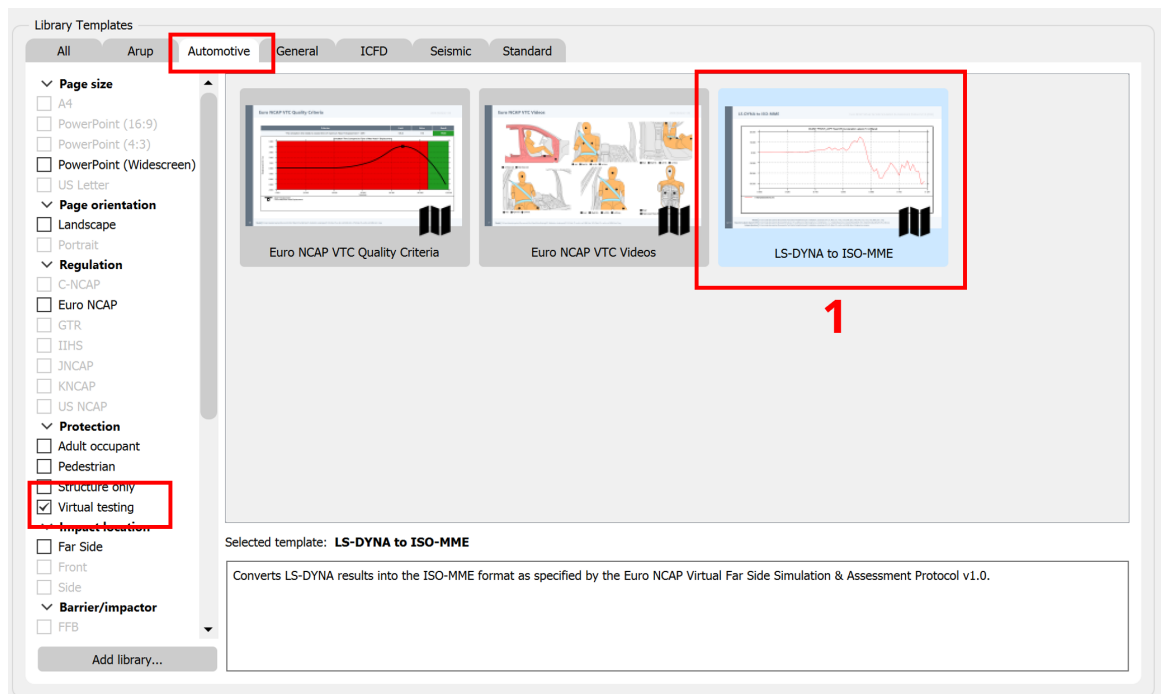 Library Templates
All Arup Automotive General ICFD Seismic Standard
Page size
A4
PowerPoint (16:9)
PowerPoint (4:3)
PowerPoint (Widescreen)
US Letter
Page orientation
Landscape
Portrait
Regulation
C-NCAP
Euro NCAP
GTR
IIHS
JNCAP
KNCAP
US NCAP
Protection
Adult occupant
Pedestrian
Structure only
Virtual testing
Impact location
Far Side
Front
Side
Barrier/impactor
FFB
Add library...
Euro NCAP VTC Quality Criteria
Euro NCAP VTC Quality Criteria
Euro NCAP VTC Videos
Euro NCAP VTC Videos
LS-DYNA to ISO-MME
LS-DYNA to ISO-MME
1
Selected template: LS-DYNA to ISO-MME
Converts LS-DYNA results into the ISO-MME format as specified by the Euro NCAP Virtual Far Side Simulation & Assessment Protocol v1.0.